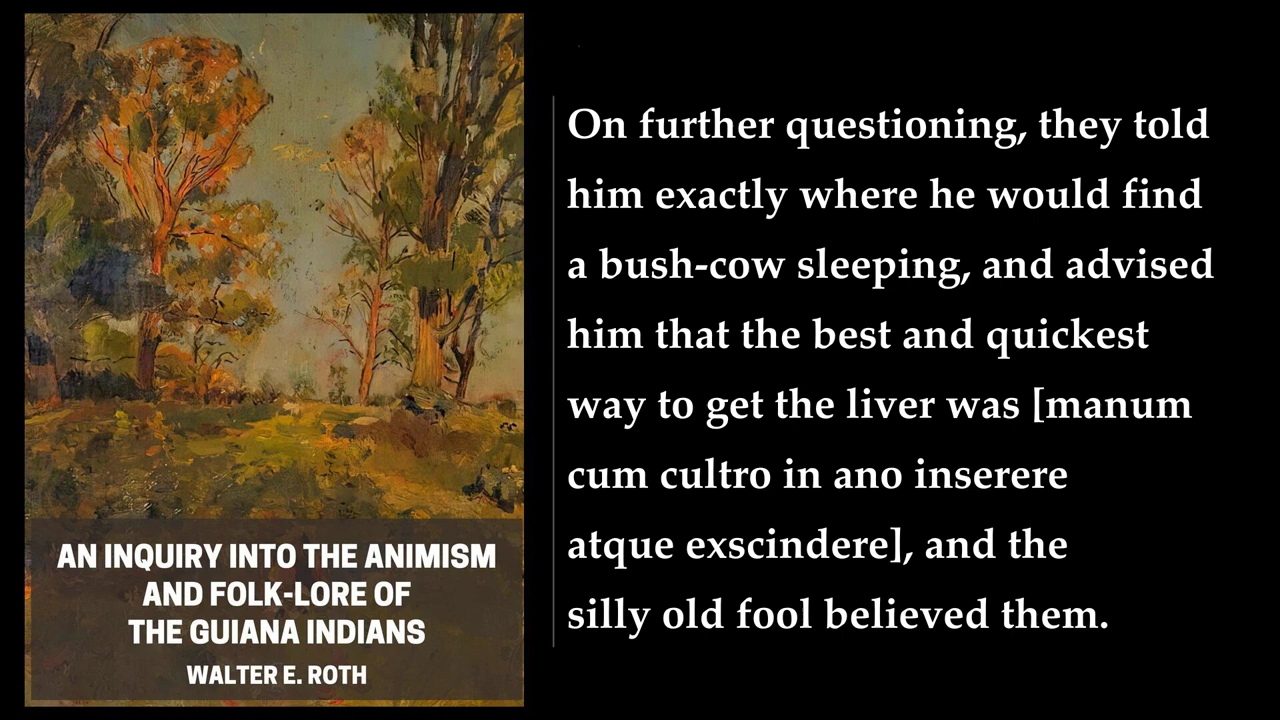 AN INQUIRY INTO THE ANIMISM
AND FOLK-LORE OF
THE GUIANA INDIANS
WALTER E. ROTH
On further questioning, they told
him exactly where he would find
a bush-cow sleeping, and advised
him that the best and quickest
way to get the liver was [manum
cum cultro in ano inserere
atque exscindere], and the
silly old fool believed them.